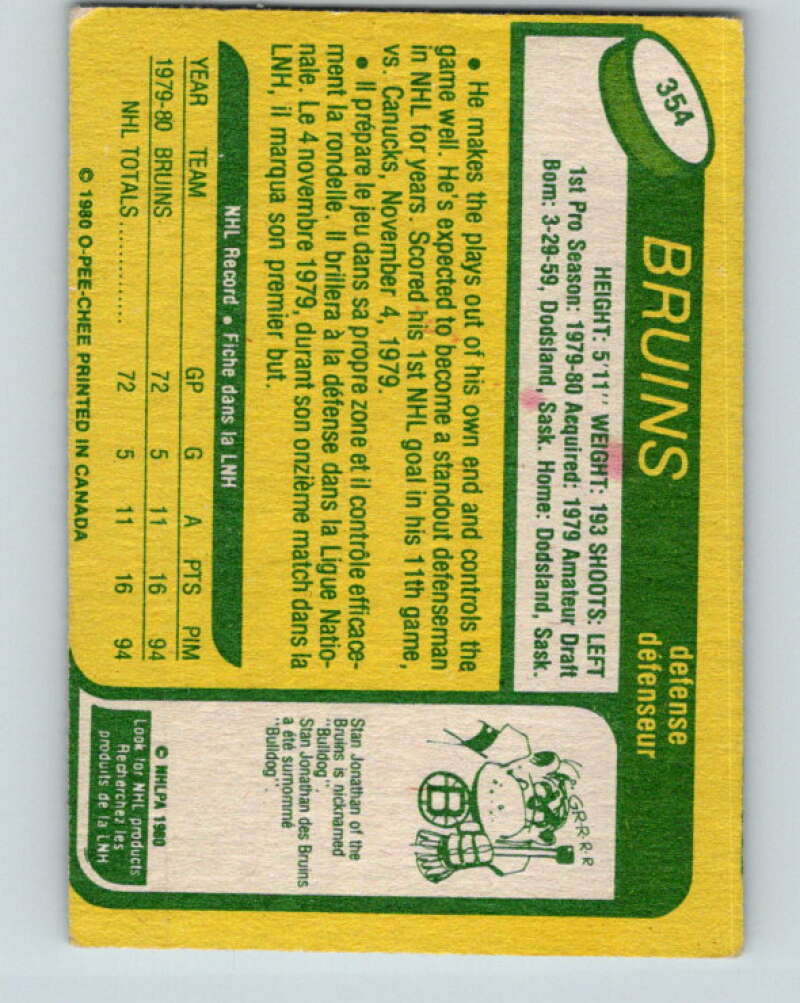 354
BRUINS
defense
défenseur
HEIGHT: 5'11" WEIGHT: 193 SHOOTS: LEFT
1st Pro Season: 1979-80 Acquired: 1979 Amateur Draft
Born: 3-29-59, Dodsland, Sask. Home: Dodsland, Sask.
• He makes the plays out of his own end and controls the
game well. He's expected to become a standout defenseman
in NHL for years. Scored his 1st NHL goal in his 11th game,
vs. Canucks, November 4, 1979.
• Il prépare le jeu dans sa propre zone et il contrôle efficace-
ment la rondelle. Il brillera à la défense dans la Ligue Natio-
nale. Le 4 novembre 1979, durant son onzième match dans la
LNH, il marqua son premier but.
NHL Record • Fiche dans la LNH
YEAR TEAM GP G A PTS PIM
1979-80 BRUINS 72 5 11 16 94
NHL TOTALS.............. 72 5 11 16 94
© 1980 O-PEE-CHEE PRINTED IN CANADA
GR-R-R-R
Stan Jonathan of the
Bruins is nicknamed
"Bulldog"
Stan Jonathan des Bruins
a été surnommé
"Bulldog"
© NHLPA 1980
Look for NHL products
Recherchez les
produits de la LNH